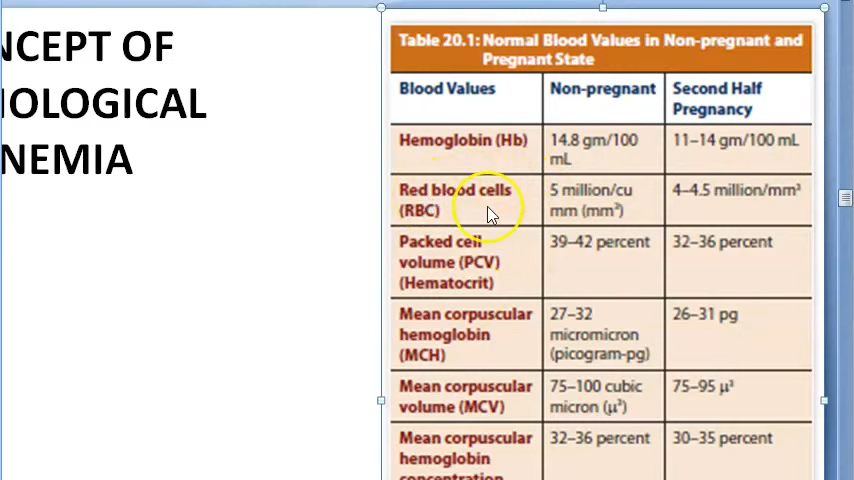 NCEPT OF
IOLOGICAL
NEMIA
Table 20.1: Normal Blood Values in Non-pregnant and
Pregnant State
Blood Values Non-pregnant Second Half
Pregnancy
Hemoglobin (Hb) 14.8 gm/100 11–14 gm/100 mL
mL
Red blood cells 5 million/cu 4–4.5 million/mm³
(RBC) mm (mm³)
Packed cell 39–42 percent 32–36 percent
volume (PCV)
(Hematocrit)
Mean corpuscular 27–32 26–31 pg
hemoglobin micromicron
(MCH) (picogram-pg)
Mean corpuscular 75–100 cubic 75–95 μ³
volume (MCV) micron (μ³)
Mean corpuscular 32–36 percent 30–35 percent
hemoglobin
concentration